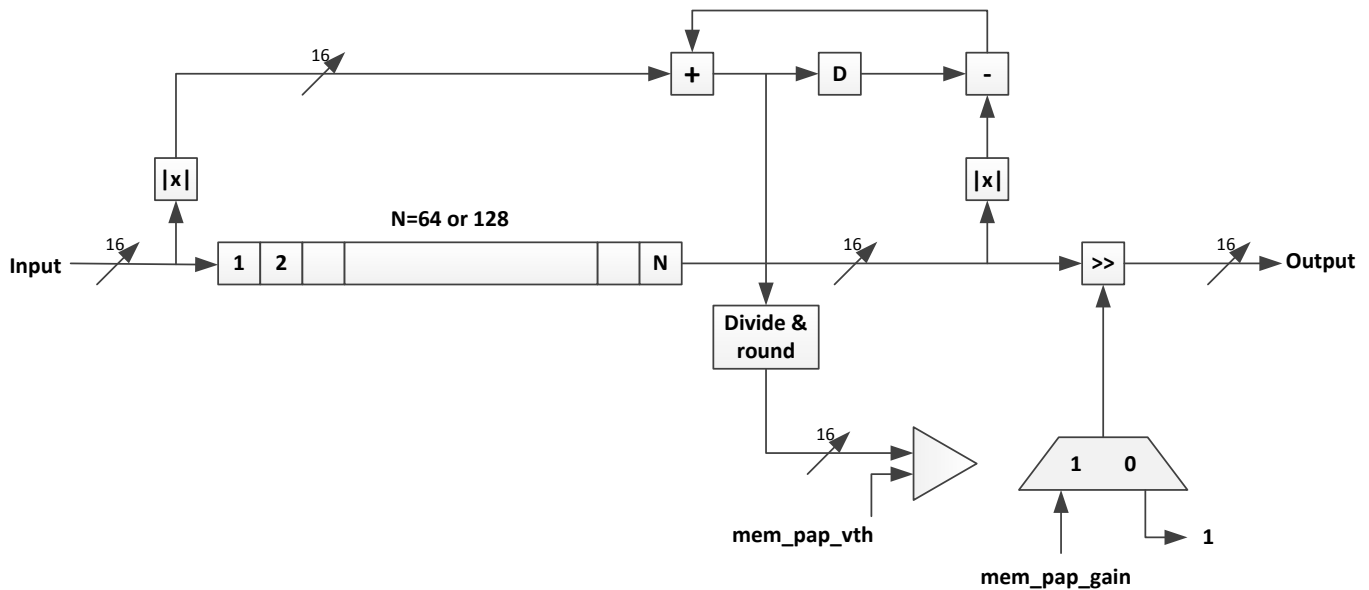 16
+
D
-
|x|
|x|
N=64 or 128
Input
16
1
2
N
16
>>
16
Output
Divide &
round
16
1
0
mem_pap_vth
1
mem_pap_gain